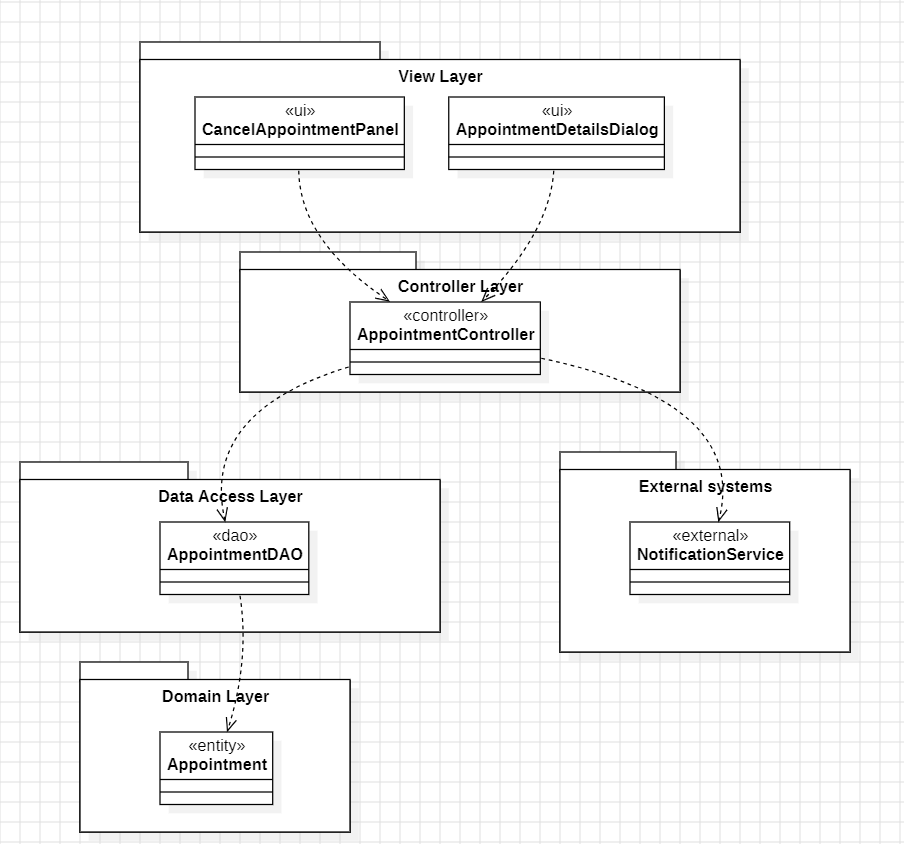 View Layer
«ui»
CancelAppointmentPanel
«ui»
AppointmentDetailsDialog
Controller Layer
«controller»
AppointmentController
Data Access Layer
«dao»
AppointmentDAO
External systems
«external»
NotificationService
Domain Layer
«entity»
Appointment